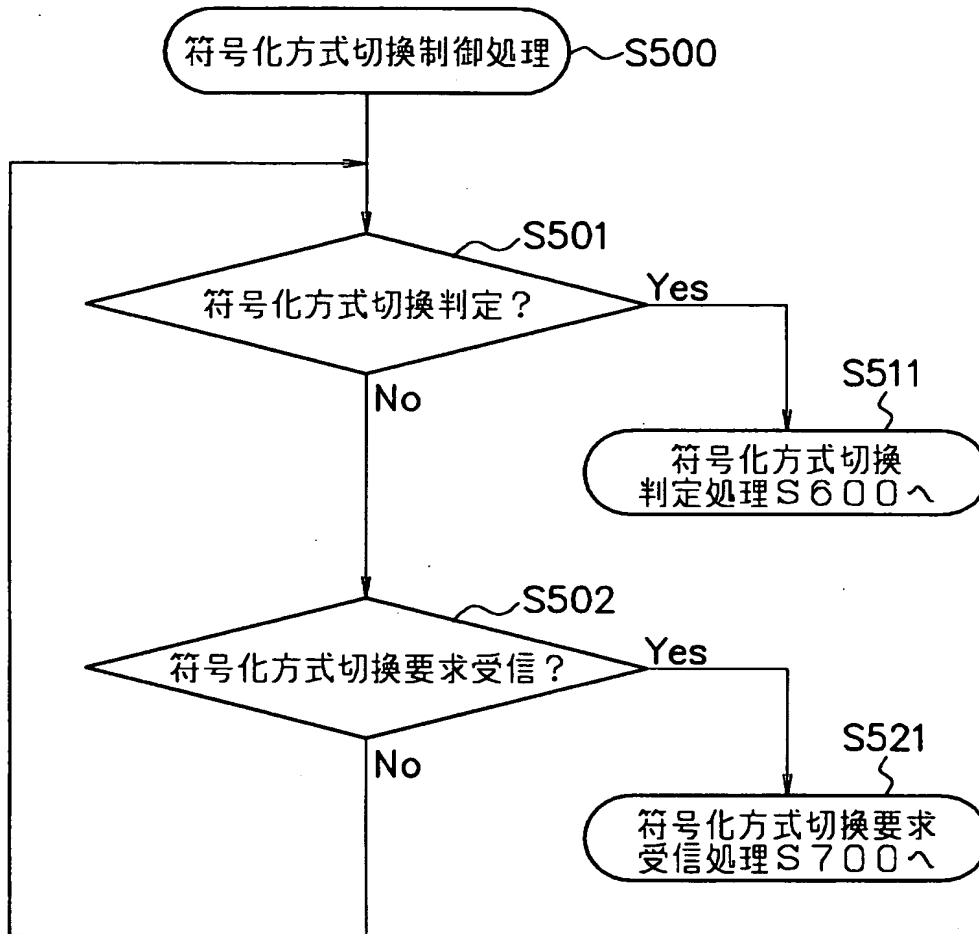 符号化方式切換制御処理
S500
S501
符号化方式切換判定？
Yes
No
S511
符号化方式切換
判定処理S600へ
S502
符号化方式切換要求受信？
Yes
No
S521
符号化方式切換要求
受信処理S700へ